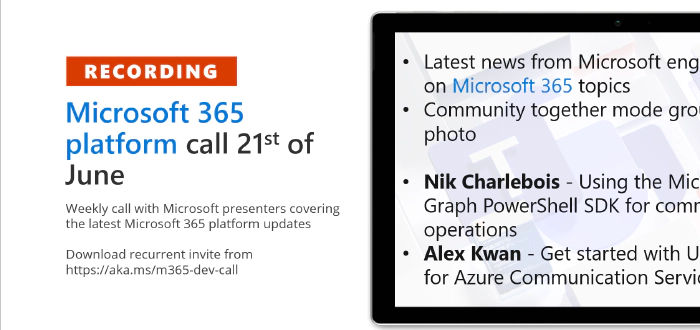 RECORDING
Microsoft 365
platform call 21st of
June
Weekly call with Microsoft presenters covering
the latest Microsoft 365 platform updates
Download recurrent invite from
https://aka.ms/m365-dev-call
• Latest news from Microsoft eng
on Microsoft 365 topics
• Community together mode gro
photo
• Nik Charlebois - Using the Mic
Graph PowerShell SDK for comm
operations
• Alex Kwan - Get started with U
for Azure Communication Servic